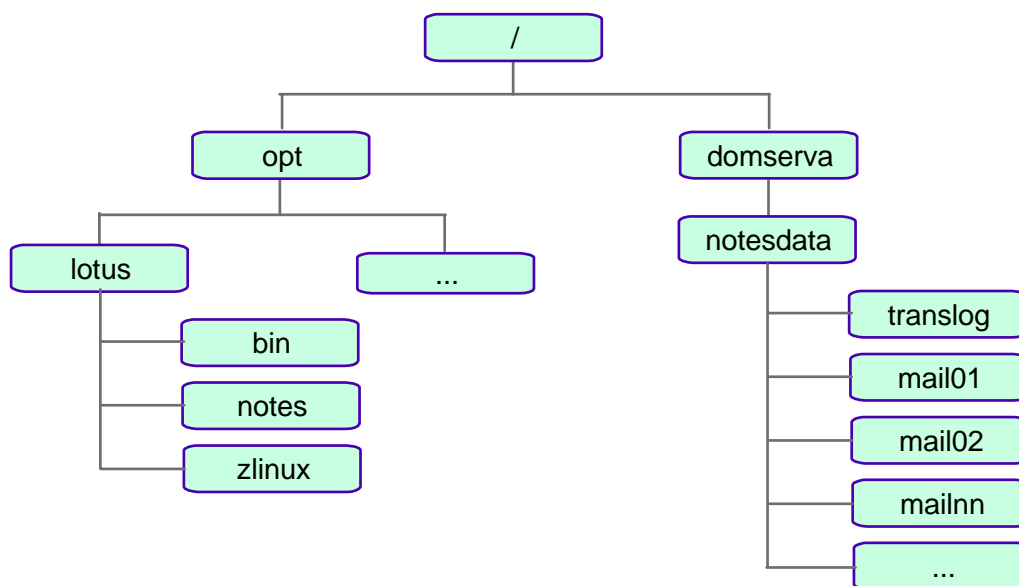 /
opt
domserva
lotus
...
notesdata
bin
notes
zlinux
translog
mail01
mail02
mailnn
...